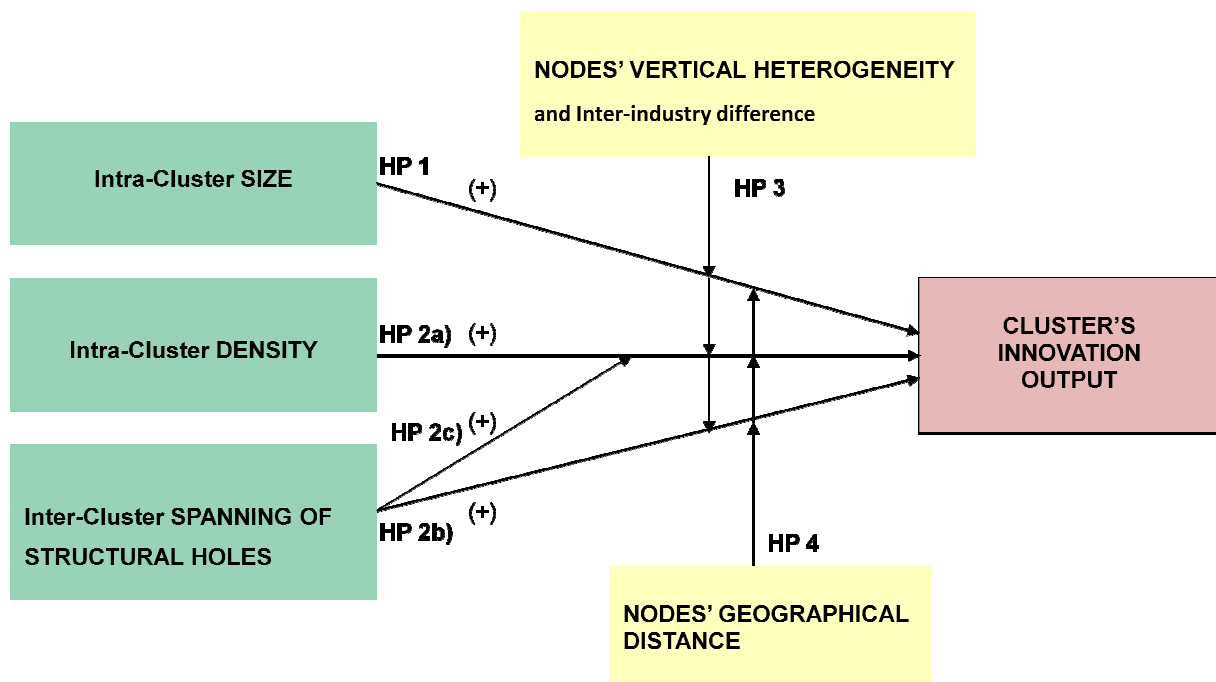 NODES’ VERTICAL HETEROGENEITY
and Inter-industry difference
Intra-Cluster SIZE
HP 1
(+)
HP 3
Intra-Cluster DENSITY
HP 2a)
(+)
CLUSTER’S
INNOVATION
OUTPUT
HP 2c)
(+)
Inter-Cluster SPANNING OF
STRUCTURAL HOLES
HP 2b)
(+)
HP 4
NODES’ GEOGRAPHICAL
DISTANCE